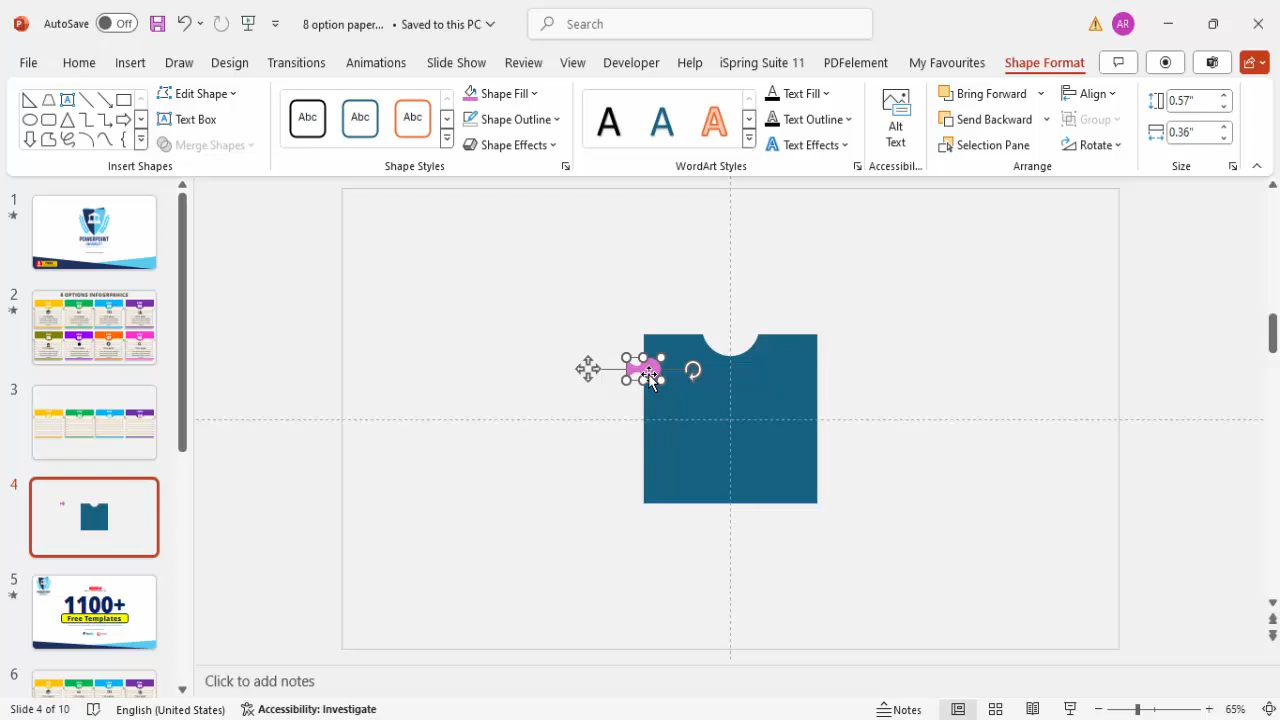 AutoSave Off 8 option paper... • Saved to this PC Search AR
File Home Insert Draw Design Transitions Animations Slide Show Review View Developer Help iSpring Suite 11 PDFelement My Favourites Shape Format
Edit Shape
Text Box
Merge Shapes
Insert Shapes
Abc Abc Abc
Shape Fill
Shape Outline
Shape Effects
Shape Styles
A A A
Text Fill
Text Outline
Text Effects
WordArt Styles
Alt
Text
Accessibil...
Bring Forward
Send Backward
Selection Pane
Align
Group
Rotate
Arrange
0.57"
0.36"
Size
1
POWERPOINT
UNIVERSITY
2
8 OPTIONS INFOGRPAHICS
3
4
5
1100+
Free Templates
6
Click to add notes
Slide 4 of 10 English (United States) Accessibility: Investigate Notes 65%